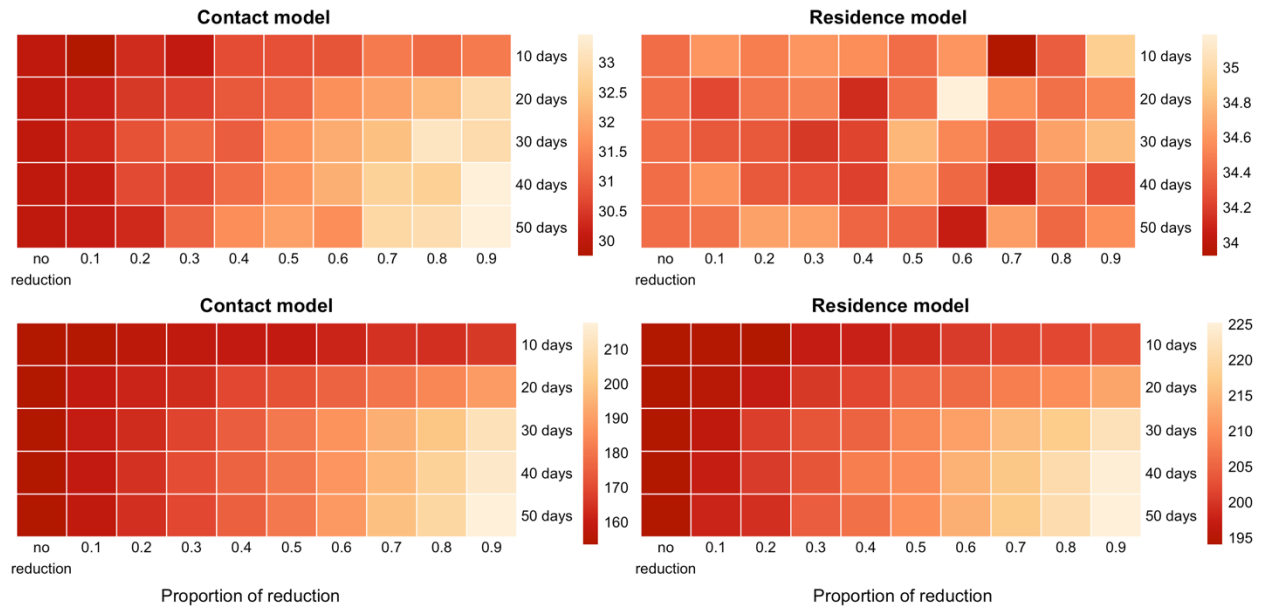 Contact model
10 days
20 days
30 days
40 days
50 days
33
32.5
32
31.5
31
30.5
30
no reduction 0.1 0.2 0.3 0.4 0.5 0.6 0.7 0.8 0.9
Residence model
10 days
20 days
30 days
40 days
50 days
35
34.8
34.6
34.4
34.2
34
no reduction 0.1 0.2 0.3 0.4 0.5 0.6 0.7 0.8 0.9
Contact model
10 days
20 days
30 days
40 days
50 days
210
200
190
180
170
160
no reduction 0.1 0.2 0.3 0.4 0.5 0.6 0.7 0.8 0.9
Proportion of reduction
Residence model
10 days
20 days
30 days
40 days
50 days
225
220
215
210
205
200
195
no reduction 0.1 0.2 0.3 0.4 0.5 0.6 0.7 0.8 0.9
Proportion of reduction